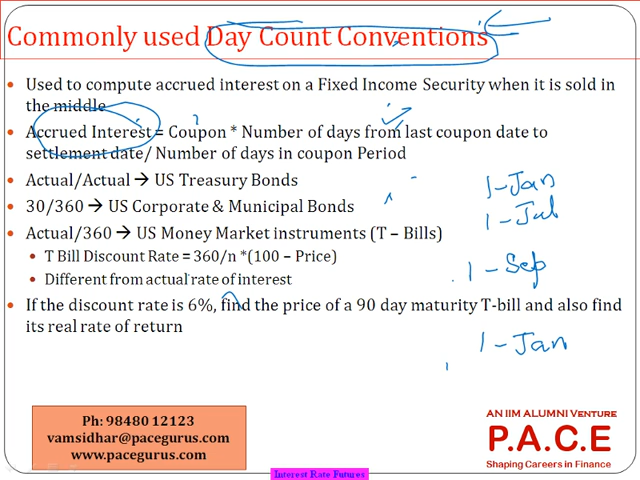 Commonly used Day Count Conventions
• Used to compute accrued interest on a Fixed Income Security when it is sold in
the middle
• Accrued Interest = Coupon * Number of days from last coupon date to
settlement date/ Number of days in coupon Period
• Actual/Actual → US Treasury Bonds
• 30/360 → US Corporate & Municipal Bonds
• Actual/360 → US Money Market instruments (T – Bills)
• T Bill Discount Rate = 360/n *(100 – Price)
• Different from actual rate of interest
• If the discount rate is 6%, find the price of a 90 day maturity T-bill and also find
its real rate of return
1-Jan
1-Jul
1-Sep
1-Jan
Ph: 98480 12123
vamsidhar@pacegurus.com
www.pacegurus.com
AN IIM ALUMNI VENTURE
P.A.C.E
Shaping Careers in Finance
Interest Rate Futures